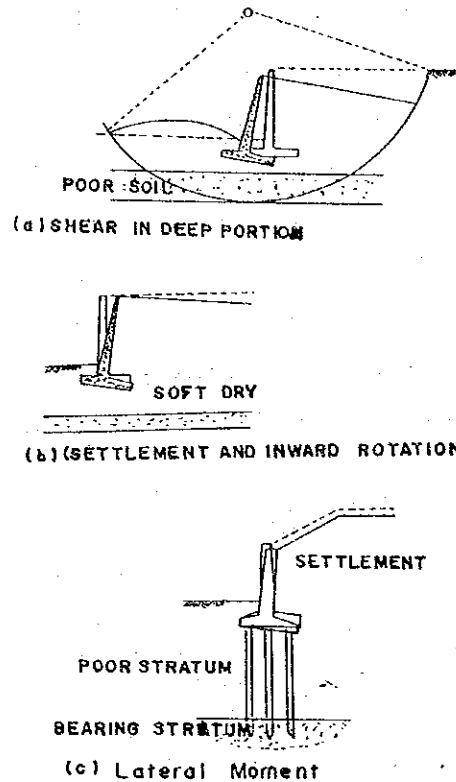 O
POOR SOIL
(a) SHEAR IN DEEP PORTION
SOFT DRY
(b) (SETTLEMENT AND INWARD ROTATION
SETTLEMENT
POOR STRATUM
BEARING STRATUM
(c) Lateral Moment